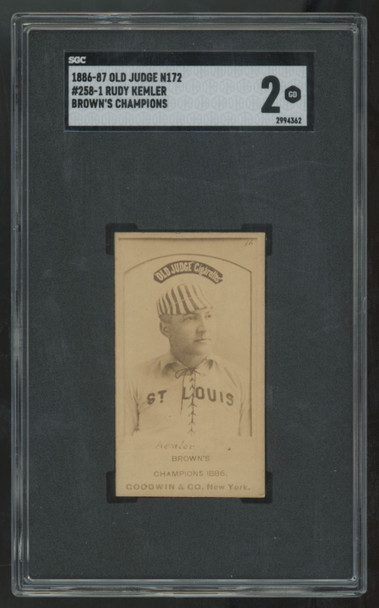 SGC
1886-87 OLD JUDGE N172
#258-1 RUDY KEMLER
BROWN'S CHAMPIONS
2 GD
2994362
OLD JUDGE Cigarettes
ST LOUIS
BROWN'S
CHAMPIONS 1886
GOODWIN & CO. New York.